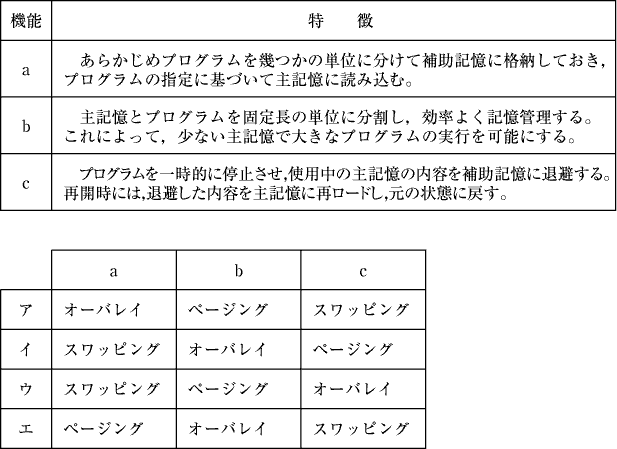 機能 特　徴
a あらかじめプログラムを幾つかの単位に分けて補助記憶に格納しておき，
プログラムの指定に基づいて主記憶に読み込む。
b 主記憶とプログラムを固定長の単位に分割し，効率よく記憶管理する。
これによって，少ない主記憶で大きなプログラムの実行を可能にする。
c プログラムを一時的に停止させ，使用中の主記憶の内容を補助記憶に退避する。
再開時には，退避した内容を主記憶に再ロードし，元の状態に戻す。
a b c
ア オーバレイ ページング スワッピング
イ スワッピング オーバレイ ページング
ウ スワッピング ページング オーバレイ
エ ページング オーバレイ スワッピング